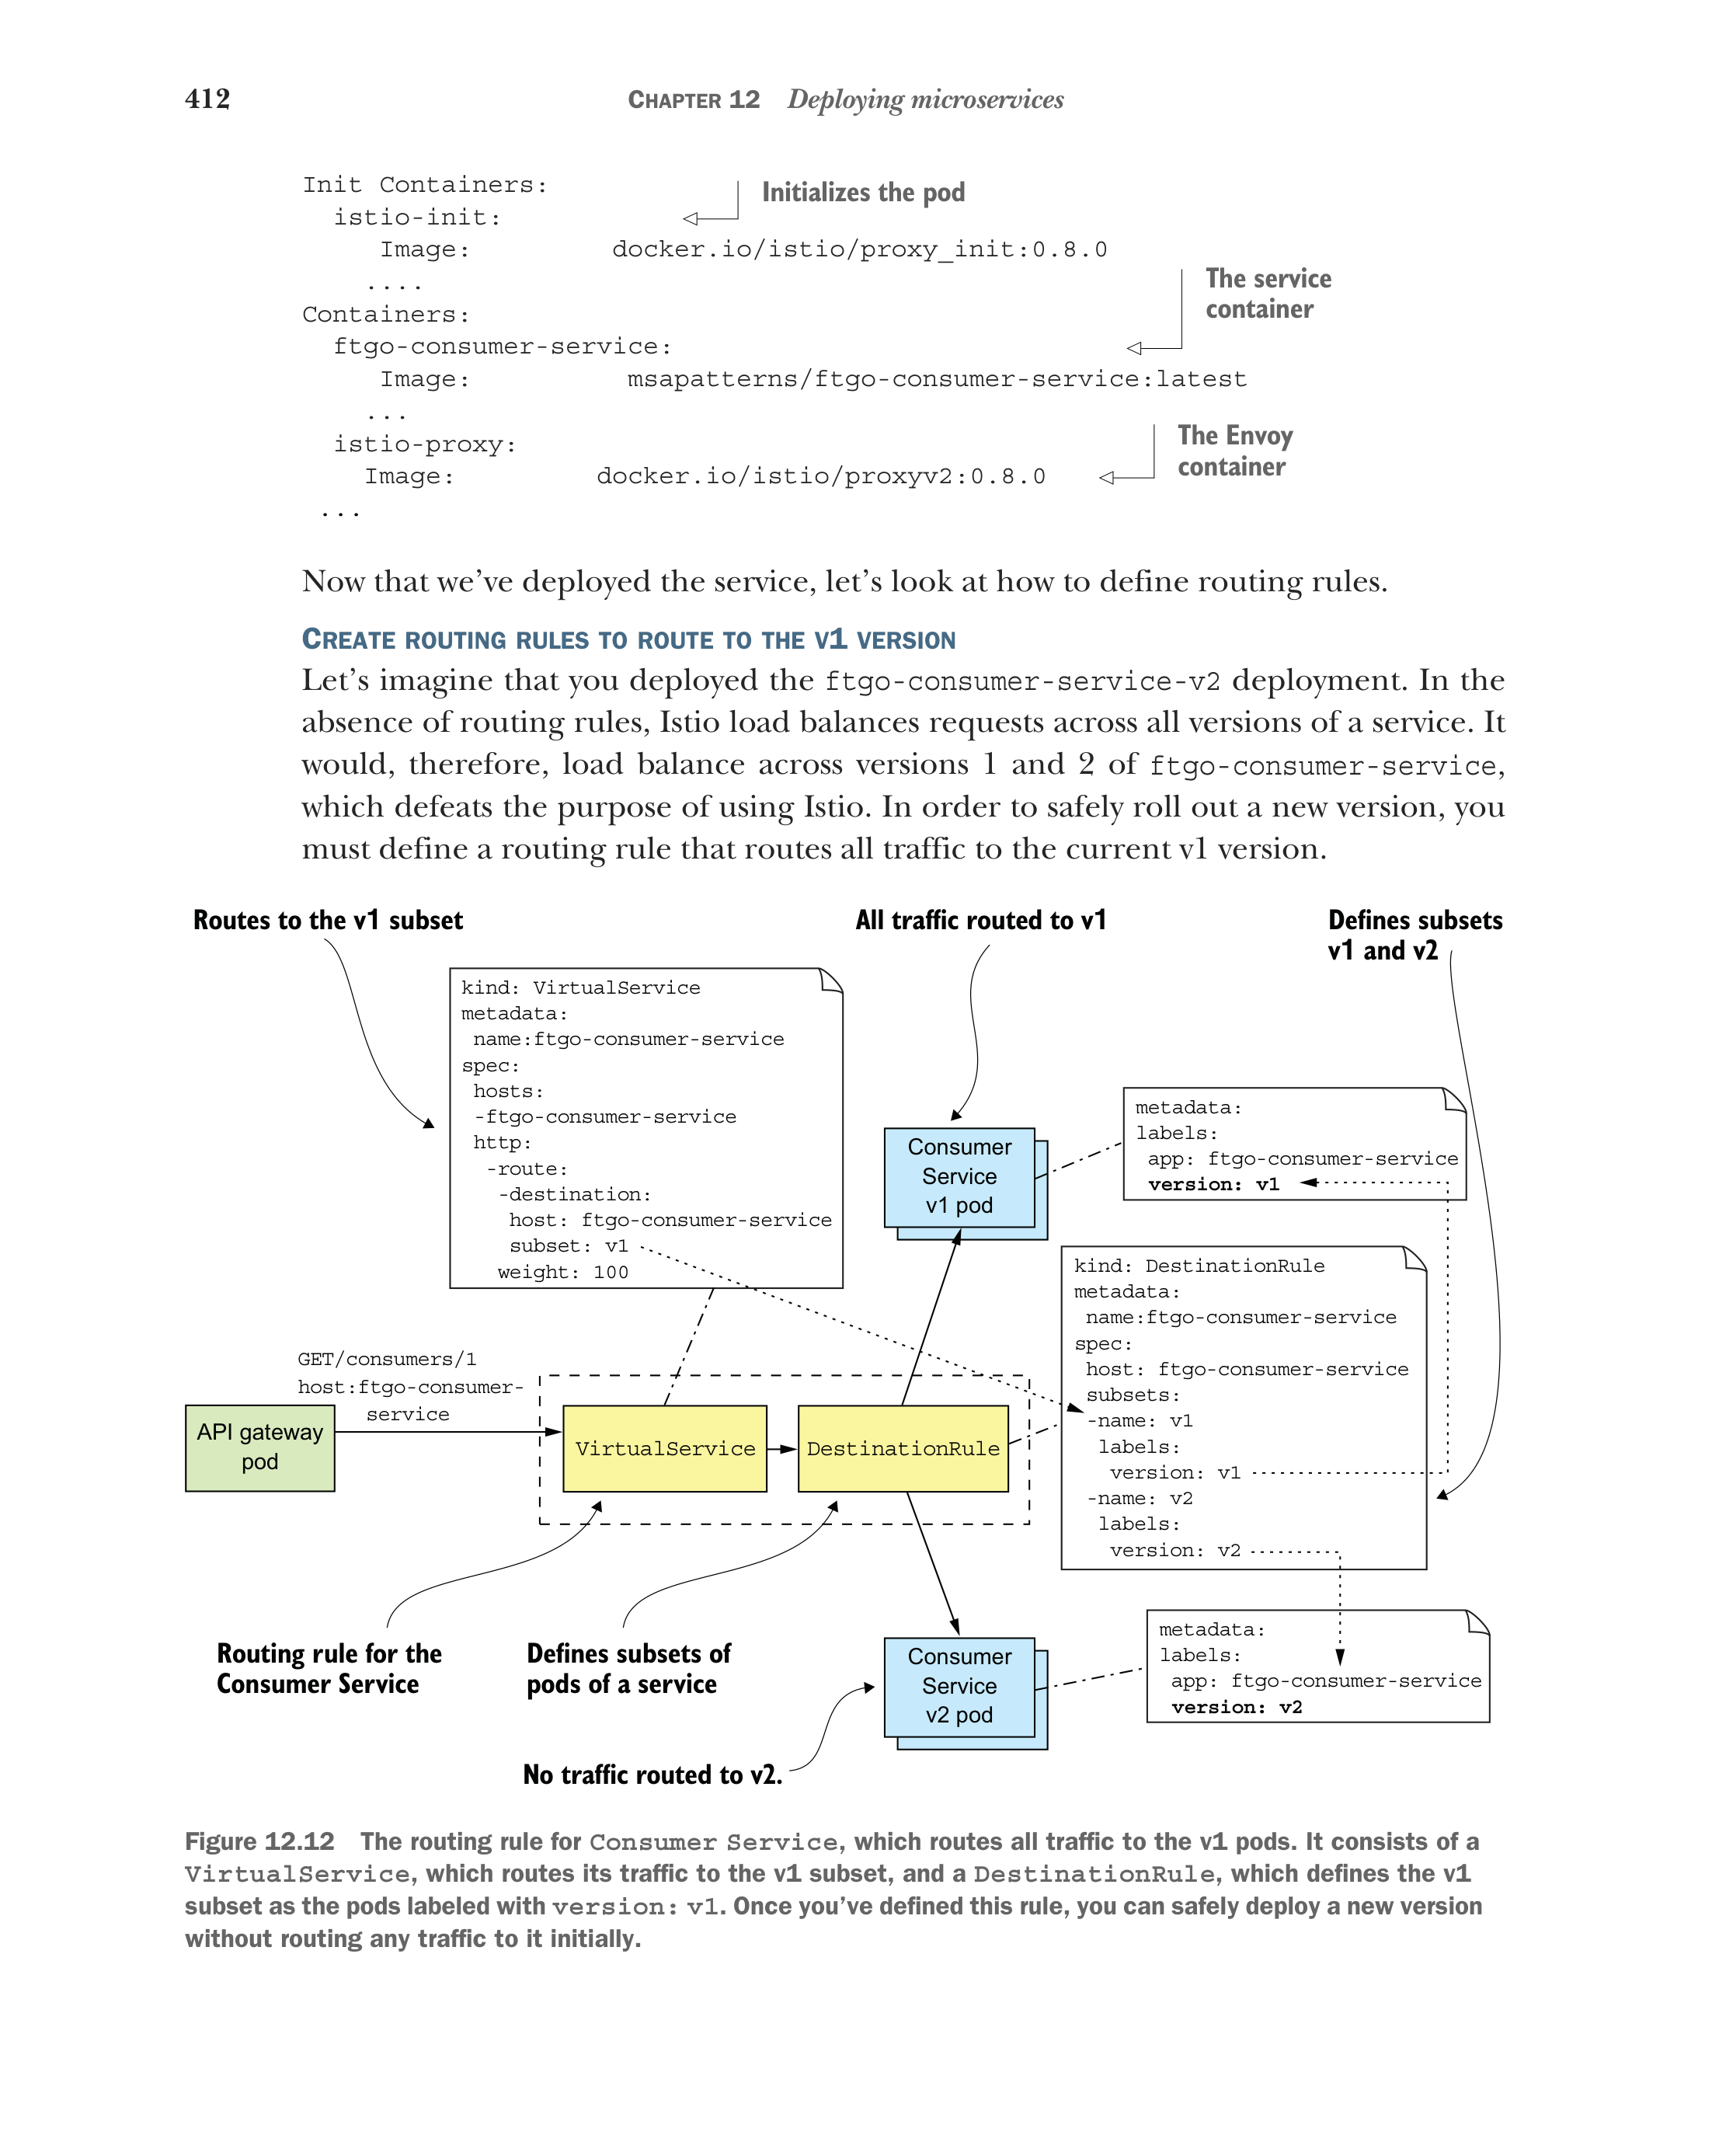 412
CHAPTER 12 Deploying microservices
Init Containers:
Initializes the pod
istio-init:
Image: docker.io/istio/proxy_init:0.8.0
....
The service
container
Containers:
ftgo-consumer-service:
Image: msapatterns/ftgo-consumer-service:latest
...
istio-proxy:
The Envoy
container
Image: docker.io/istio/proxyv2:0.8.0
...
Now that we’ve deployed the service, let’s look at how to define routing rules.
CREATE ROUTING RULES TO ROUTE TO THE V1 VERSION
Let’s imagine that you deployed the ftgo-consumer-service-v2 deployment. In the
absence of routing rules, Istio load balances requests across all versions of a service. It
would, therefore, load balance across versions 1 and 2 of ftgo-consumer-service,
which defeats the purpose of using Istio. In order to safely roll out a new version, you
must define a routing rule that routes all traffic to the current v1 version.
Routes to the v1 subset
All traffic routed to v1
Defines subsets
v1 and v2
kind: VirtualService
metadata:
name:ftgo-consumer-service
spec:
hosts:
-ftgo-consumer-service
http:
-route:
-destination:
host: ftgo-consumer-service
subset: v1
weight: 100
Consumer
Service
v1 pod
metadata:
labels:
app: ftgo-consumer-service
version: v1
kind: DestinationRule
metadata:
name:ftgo-consumer-service
spec:
host: ftgo-consumer-service
subsets:
-name: v1
labels:
version: v1
-name: v2
labels:
version: v2
GET/consumers/1
host:ftgo-consumer-
service
API gateway
pod
VirtualService
DestinationRule
Routing rule for the
Consumer Service
Defines subsets of
pods of a service
Consumer
Service
v2 pod
metadata:
labels:
app: ftgo-consumer-service
version: v2
No traffic routed to v2.
Figure 12.12 The routing rule for Consumer Service, which routes all traffic to the v1 pods. It consists of a
VirtualService, which routes its traffic to the v1 subset, and a DestinationRule, which defines the v1
subset as the pods labeled with version: v1. Once you’ve defined this rule, you can safely deploy a new version
without routing any traffic to it initially.